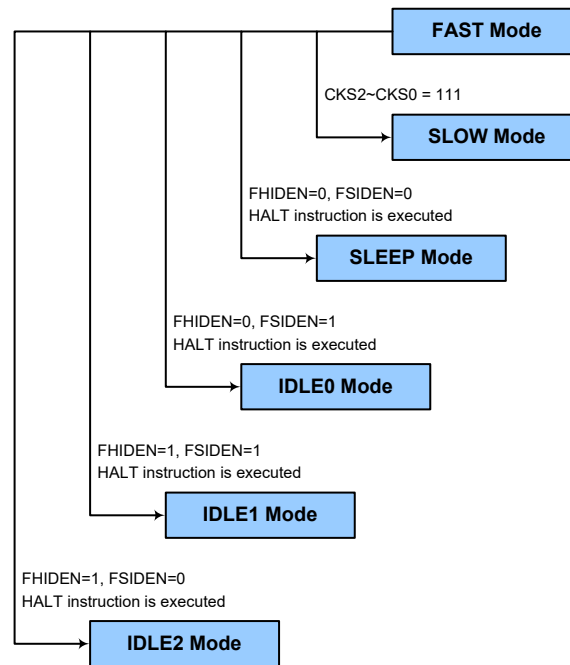 FAST Mode
CKS2~CKS0 = 111
SLOW Mode
FHIDEN=0, FSIDEN=0
HALT instruction is executed
SLEEP Mode
FHIDEN=0, FSIDEN=1
HALT instruction is executed
IDLE0 Mode
FHIDEN=1, FSIDEN=1
HALT instruction is executed
IDLE1 Mode
FHIDEN=1, FSIDEN=0
HALT instruction is executed
IDLE2 Mode